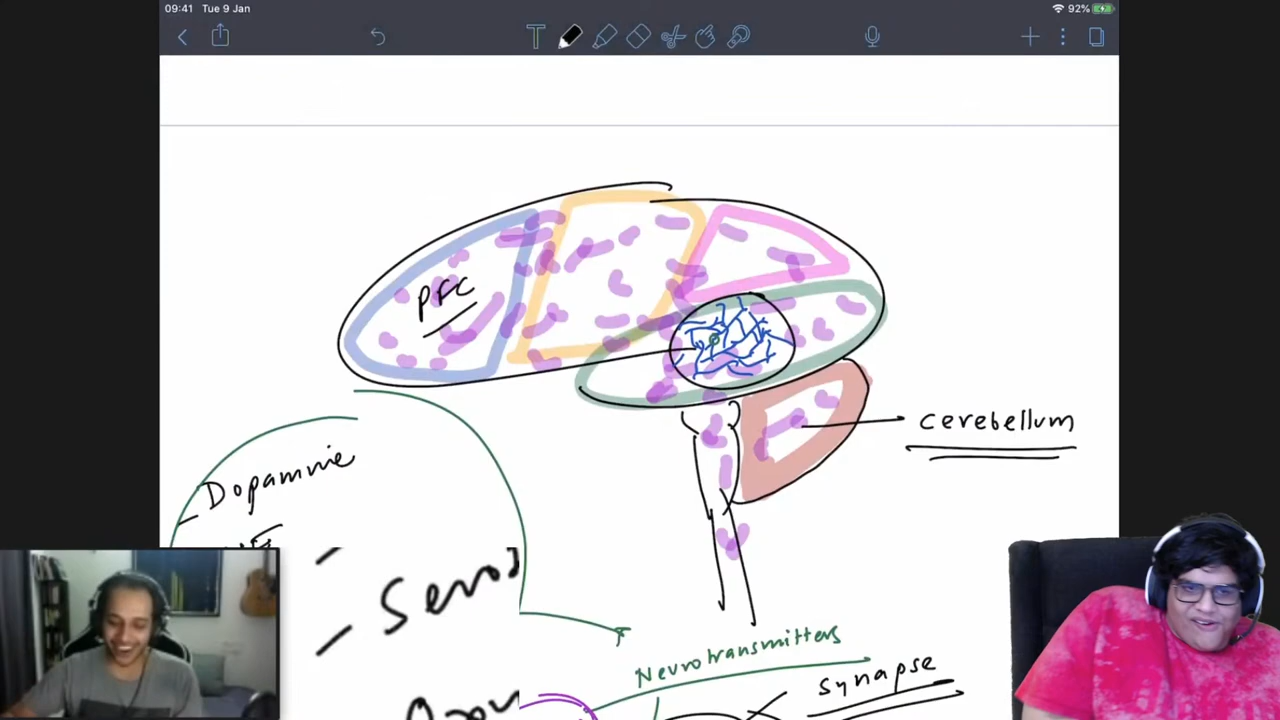 09:41 Tue 9 Jan
92%
T
PFC
cerebellum
- Dopamine
Neurotransmitters
synapse